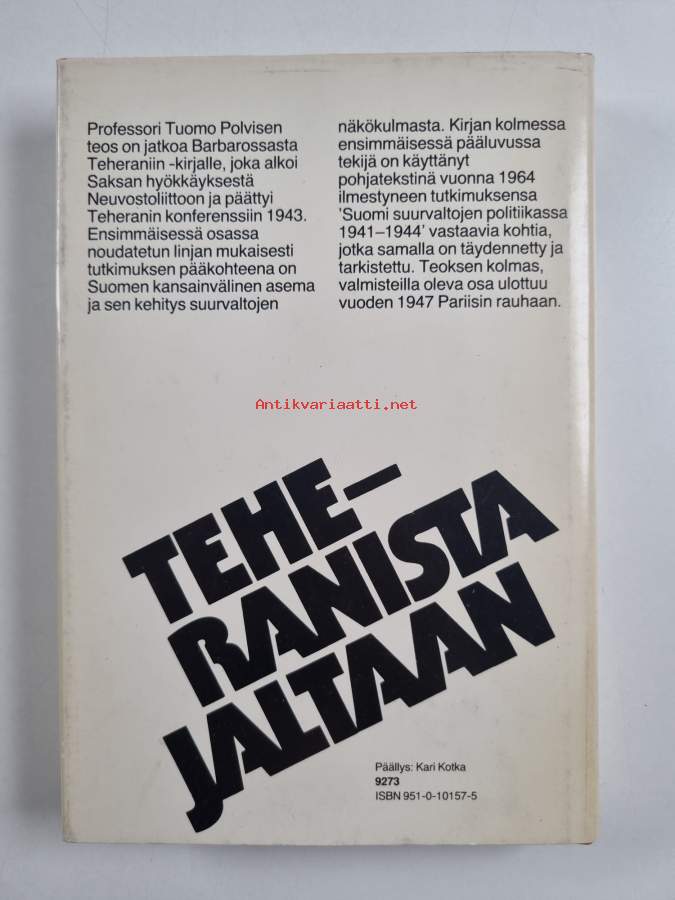 Professori Tuomo Polvisen
teos on jatkoa Barbarossasta
Teheraniin -kirjalle, joka alkoi
Saksan hyökkäyksestä
Neuvostoliittoon ja päättyi
Teheranin konferenssiin 1943.
Ensimmäisessä osassa
noudatetun linjan mukaisesti
tutkimuksen pääkohteena on
Suomen kansainvälinen asema
ja sen kehitys suurvaltojen
näkökulmasta. Kirjan kolmessa
ensimmäisessä pääluvussa
tekijä on käyttänyt
pohjatekstinä vuonna 1964
ilmestyneen tutkimuksensa
'Suomi suurvaltojen politiikassa
1941–1944' vastaavia kohtia,
jotka samalla on täydennetty ja
tarkistettu. Teoksen kolmas,
valmisteilla oleva osa ulottuu
vuoden 1947 Pariisin rauhaan.
Antikvariaatti.net
TEHE–
RANISTA
JALTAAN
Päällys: Kari Kotka
9273
ISBN 951-0-10157-5